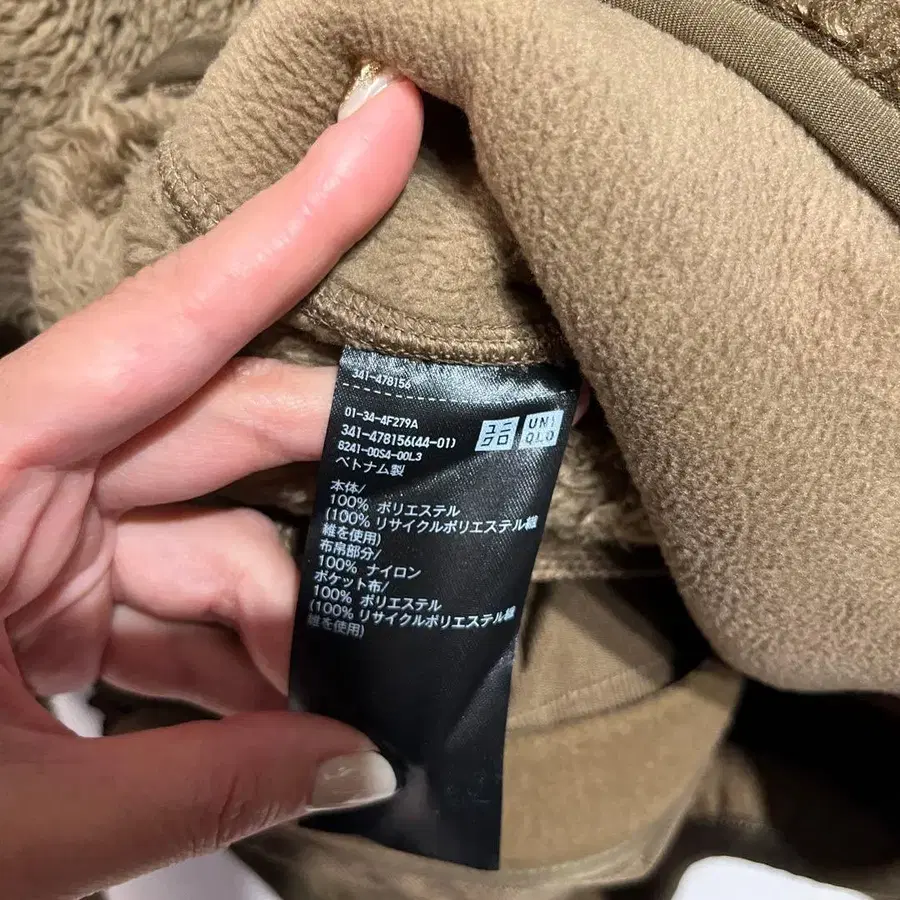 341-478156
01-34-4F279A
341-478156(44-01)
8241-00S4-00L3
ベトナム製
ユニ
クロ
UNI
QLO
本体/
100% ポリエステル
(100% リサイクルポリエステル繊
維を使用)
布帛部分/
100% ナイロン
ポケット布/
100% ポリエステル
(100% リサイクルポリエステル繊
維を使用)